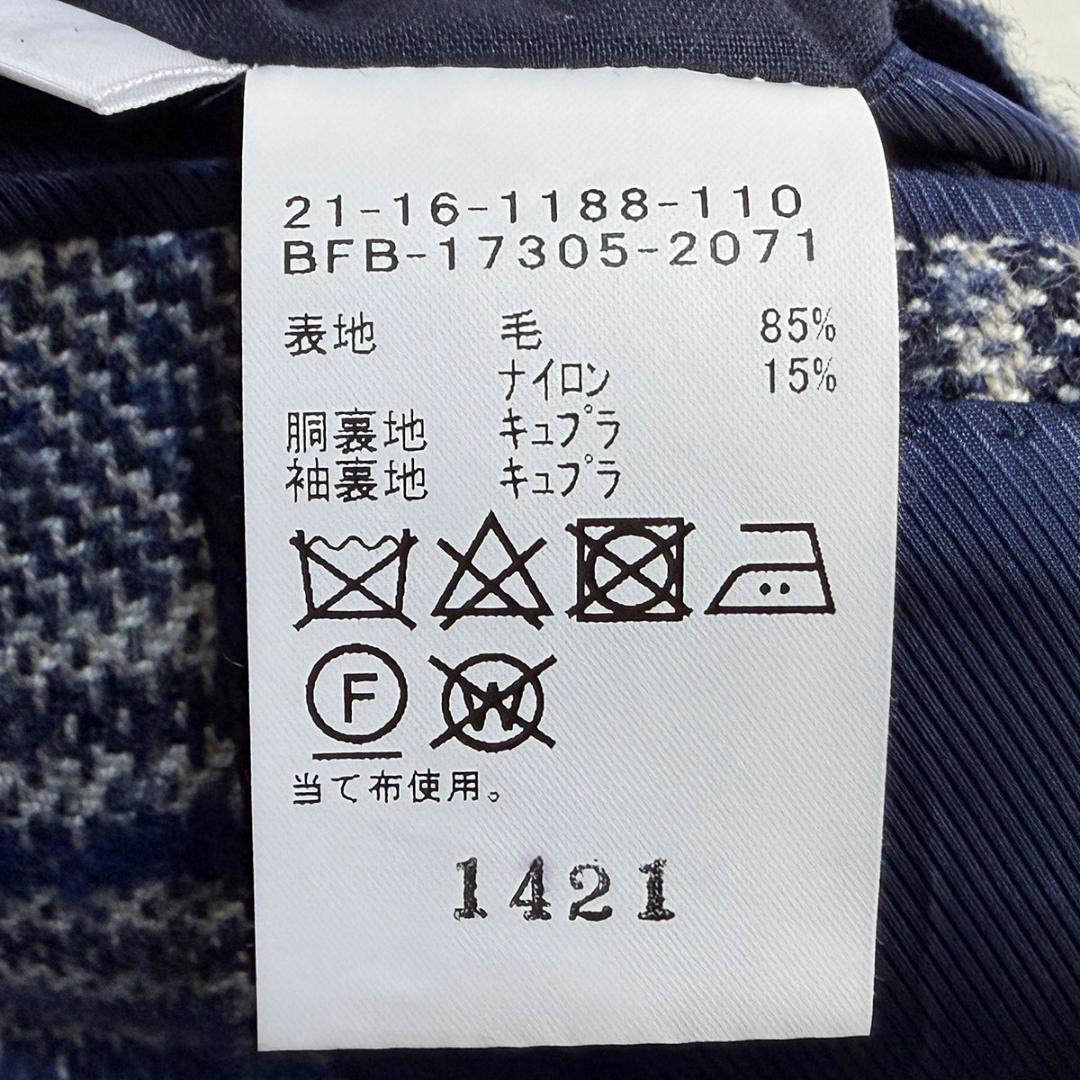 21-16-1188-110
BFB-17305-2071
表地 毛 85%
ナイロン 15%
胴裏地 キュプラ
袖裏地 キュプラ
F W
当て布使用。
1421